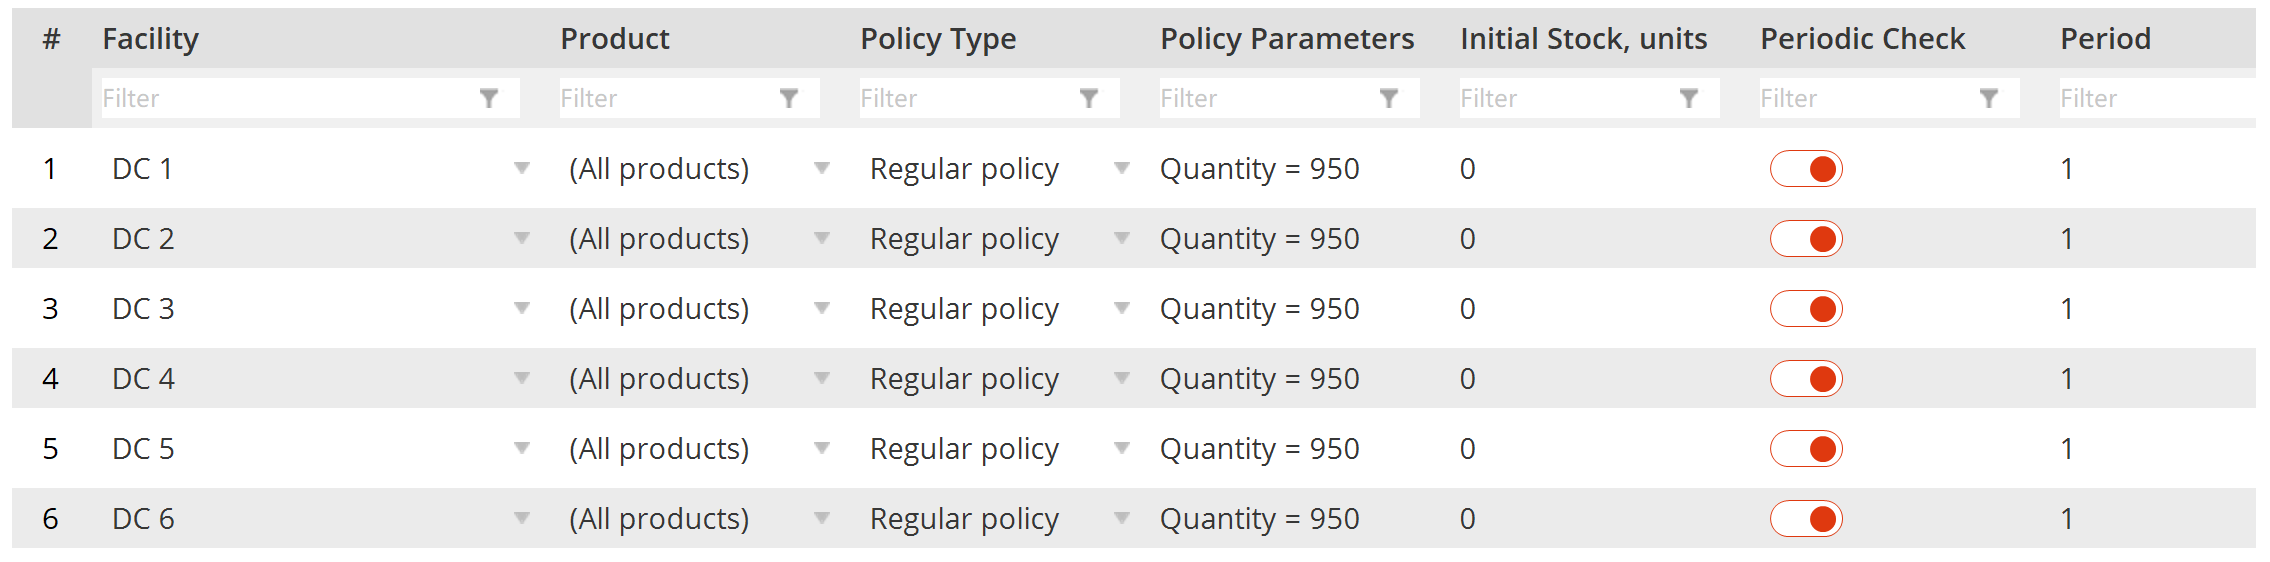 # Facility Product Policy Type Policy Parameters Initial Stock, units Periodic Check Period
Filter Filter Filter Filter Filter Filter Filter
1 DC 1 (All products) Regular policy Quantity = 950 0 1
2 DC 2 (All products) Regular policy Quantity = 950 0 1
3 DC 3 (All products) Regular policy Quantity = 950 0 1
4 DC 4 (All products) Regular policy Quantity = 950 0 1
5 DC 5 (All products) Regular policy Quantity = 950 0 1
6 DC 6 (All products) Regular policy Quantity = 950 0 1